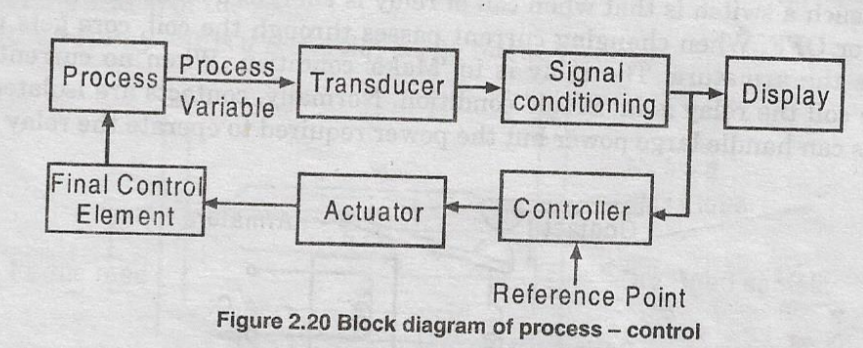 Process
Process
Variable
Transducer
Signal
conditioning
Display
Final Control
Element
Actuator
Controller
Reference Point
Figure 2.20 Block diagram of process – control